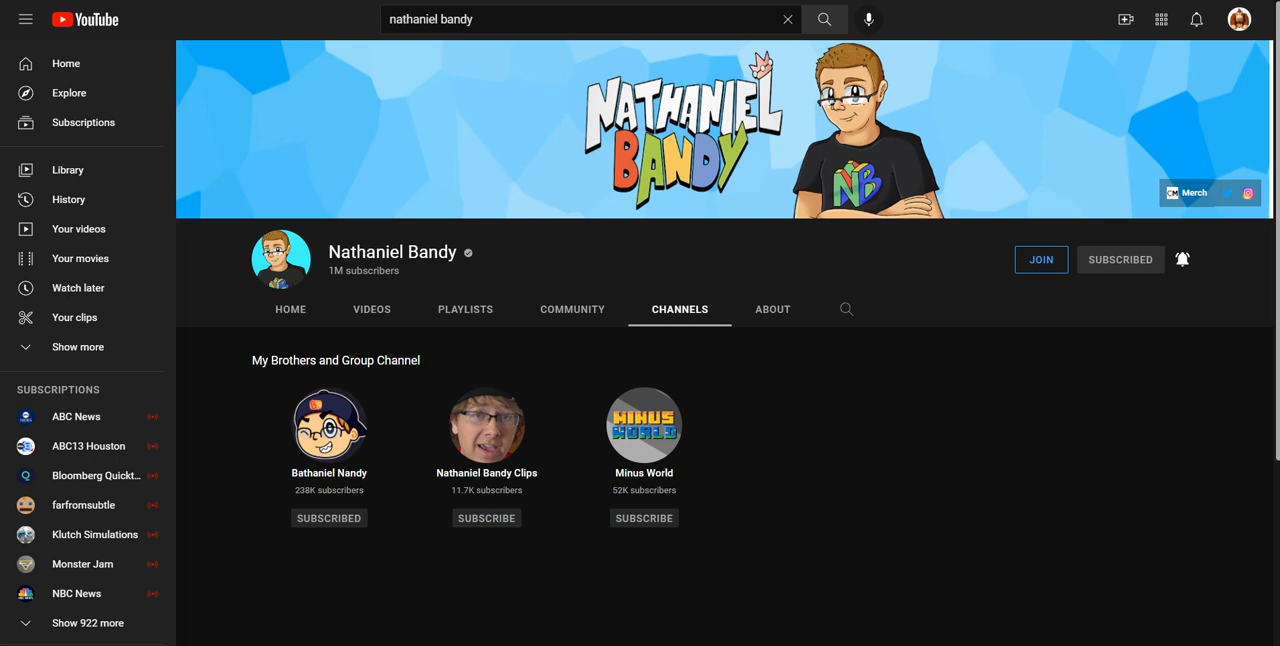 YouTube
nathaniel bandy
Home
Explore
Subscriptions
Library
History
Your videos
Your movies
Watch later
Your clips
Show more
SUBSCRIPTIONS
ABC News
ABC13 Houston
Bloomberg Quickt...
farfromsubtle
Klutch Simulations
Monster Jam
NBC News
Show 922 more
NATHANIEL
BANDY
NB
CM Merch
Nathaniel Bandy
1M subscribers
JOIN
SUBSCRIBED
HOME VIDEOS PLAYLISTS COMMUNITY CHANNELS ABOUT
My Brothers and Group Channel
MINUS
WORLD
Bathaniel Nandy
238K subscribers
SUBSCRIBED
Nathaniel Bandy Clips
11.7K subscribers
SUBSCRIBE
Minus World
52K subscribers
SUBSCRIBE